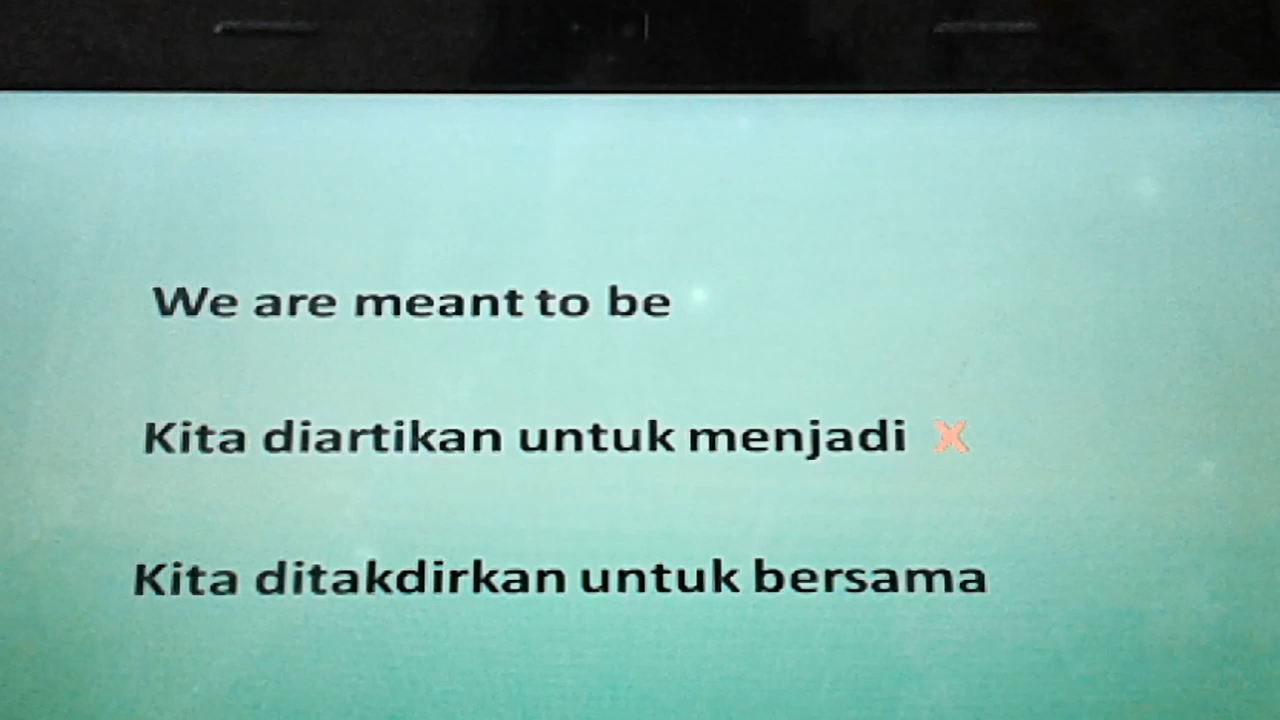 We are meant to be
Kita diartikan untuk menjadi X
Kita ditakdirkan untuk bersama